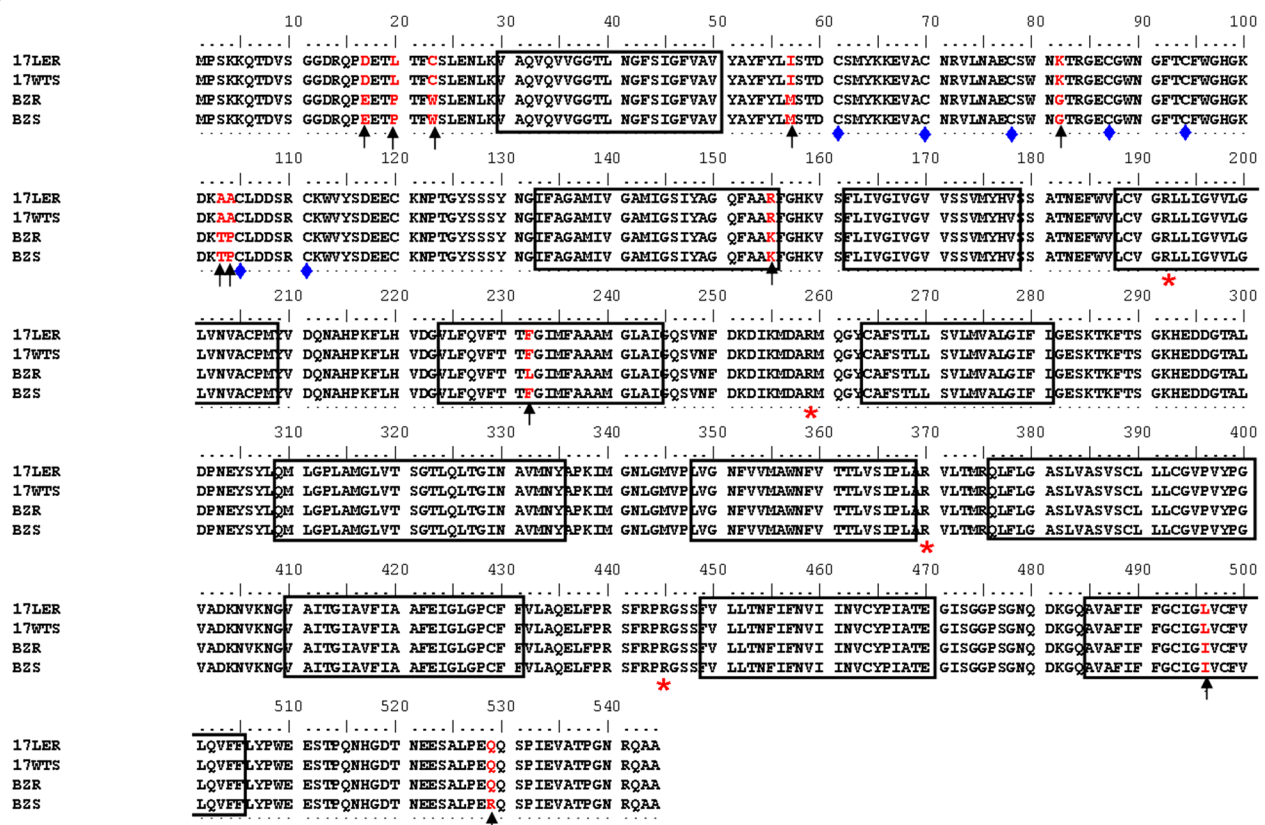 10 20 30 40 50 60 70 80 90 100
17LER MPSKKQTDVS GGDRQPDETL TFCSLENLKV AQVQVVGGTL NGFSIGFVAV YAYFYLISTD CSMYKKEVAC NRVLNAECSW NKTRGECGWN GFTCFWGHGK
17WTS MPSKKQTDVS GGDRQPDETL TFCSLENLKV AQVQVVGGTL NGFSIGFVAV YAYFYLISTD CSMYKKEVAC NRVLNAECSW NKTRGECGWN GFTCFWGHGK
BZR MPSKKQTDVS GGDRQPEETP TFWSLENLKV AQVQVVGGTL NGFSIGFVAV YAYFYLMSTD CSMYKKEVAC NRVLNAECSW NGTRGECGWN GFTCFWGHGK
BZS MPSKKQTDVS GGDRQPEETP TFWSLENLKV AQVQVVGGTL NGFSIGFVAV YAYFYLMSTD CSMYKKEVAC NRVLNAECSW NGTRGECGWN GFTCFWGHGK
110 120 130 140 150 160 170 180 190 200
17LER DKAACLDDSR CKWVYSDEEC KNPTGYSSSY NGIFAGAMIV GAMIGSIYAG QFAARFGHKV SFLIVGIVGV VSSVMYHVSS ATNEFWVLCV GRLLIGVVLG
17WTS DKAACLDDSR CKWVYSDEEC KNPTGYSSSY NGIFAGAMIV GAMIGSIYAG QFAARFGHKV SFLIVGIVGV VSSVMYHVSS ATNEFWVLCV GRLLIGVVLG
BZR DKTPCLDDSR CKWVYSDEEC KNPTGYSSSY NGIFAGAMIV GAMIGSIYAG QFAAKFGHKV SFLIVGIVGV VSSVMYHVSS ATNEFWVLCV GRLLIGVVLG
BZS DKTPCLDDSR CKWVYSDEEC KNPTGYSSSY NGIFAGAMIV GAMIGSIYAG QFAAKFGHKV SFLIVGIVGV VSSVMYHVSS ATNEFWVLCV GRLLIGVVLG
210 220 230 240 250 260 270 280 290 300
17LER LVNVACPMYV DQNAHPKFLH VDGVLFQVFT TFGIMFAAAM GLAIGQSVNF DKDIKMDARM QGYCAFSTLL SVLMVALGIF IGESKTKFTS GKHEDDGTAL
17WTS LVNVACPMYV DQNAHPKFLH VDGVLFQVFT TFGIMFAAAM GLAIGQSVNF DKDIKMDARM QGYCAFSTLL SVLMVALGIF IGESKTKFTS GKHEDDGTAL
BZR LVNVACPMYV DQNAHPKFLH VDGVLFQVFT TLGIMFAAAM GLAIGQSVNF DKDIKMDARM QGYCAFSTLL SVLMVALGIF IGESKTKFTS GKHEDDGTAL
BZS LVNVACPMYV DQNAHPKFLH VDGVLFQVFT TFGIMFAAAM GLAIGQSVNF DKDIKMDARM QGYCAFSTLL SVLMVALGIF IGESKTKFTS GKHEDDGTAL
310 320 330 340 350 360 370 380 390 400
17LER DPNEYSYLQM LGPLAMGLVT SGTLQLTGIN AVMNYAPKIM GNLGMVPLVG NFVVMAWNFV TTLVSIPLAR VLTMRQLFLG ASLVASVSCL LLCGVPVYPG
17WTS DPNEYSYLQM LGPLAMGLVT SGTLQLTGIN AVMNYAPKIM GNLGMVPLVG NFVVMAWNFV TTLVSIPLAR VLTMRQLFLG ASLVASVSCL LLCGVPVYPG
BZR DPNEYSYLQM LGPLAMGLVT SGTLQLTGIN AVMNYAPKIM GNLGMVPLVG NFVVMAWNFV TTLVSIPLAR VLTMRQLFLG ASLVASVSCL LLCGVPVYPG
BZS DPNEYSYLQM LGPLAMGLVT SGTLQLTGIN AVMNYAPKIM GNLGMVPLVG NFVVMAWNFV TTLVSIPLAR VLTMRQLFLG ASLVASVSCL LLCGVPVYPG
410 420 430 440 450 460 470 480 490 500
17LER VADKNVKNGV AITGIAVFIA AFEIGLGPCF FVLAQELFPR SFRPRGSSFV LLTNFIFNVI INVCYPIATE GISGGPSGNQ DKGQAVAFIF FGCIGLVCFV
17WTS VADKNVKNGV AITGIAVFIA AFEIGLGPCF FVLAQELFPR SFRPRGSSFV LLTNFIFNVI INVCYPIATE GISGGPSGNQ DKGQAVAFIF FGCIGLVCFV
BZR VADKNVKNGV AITGIAVFIA AFEIGLGPCF FVLAQELFPR SFRPRGSSFV LLTNFIFNVI INVCYPIATE GISGGPSGNQ DKGQAVAFIF FGCIGIVCFV
BZS VADKNVKNGV AITGIAVFIA AFEIGLGPCF FVLAQELFPR SFRPRGSSFV LLTNFIFNVI INVCYPIATE GISGGPSGNQ DKGQAVAFIF FGCIGIVCFV
510 520 530 540
17LER LQVFFLYPWE ESTPQNHGDT NEESALPEQQ SPIEVATPGN RQAA
17WTS LQVFFLYPWE ESTPQNHGDT NEESALPEQQ SPIEVATPGN RQAA
BZR LQVFFLYPWE ESTPQNHGDT NEESALPEQQ SPIEVATPGN RQAA
BZS LQVFFLYPWE ESTPQNHGDT NEESALPERQ SPIEVATPGN RQAA